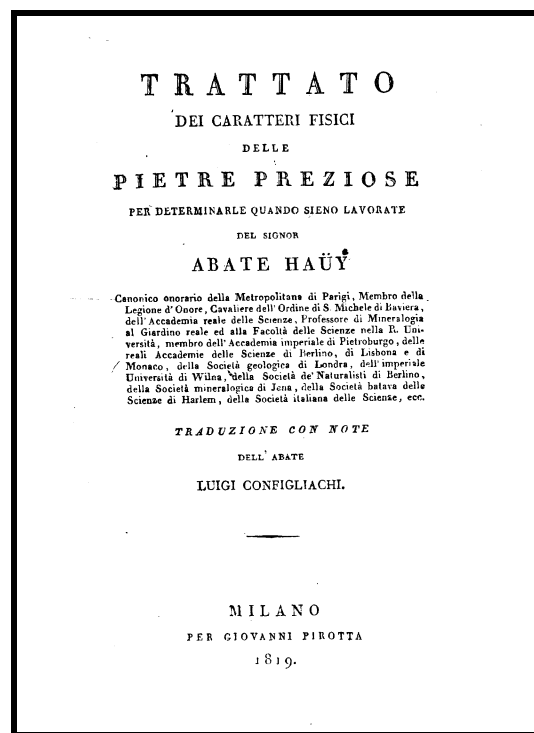 TRATTATO
DEI CARATTERI FISICI
DELLE
PIETRE PREZIOSE
PER DETERMINARLE QUANDO SIENO LAVORATE
DEL SIGNOR
ABATE HAÜY
Canonico onorario della Metropolitana di Parigi, Membro della
Legione d'Onore, Cavaliere dell'Ordine di S. Michele di Baviera,
dell'Accademia reale delle Scienze, Professore di Mineralogia
al Giardino reale ed alla Facoltà delle Scienze nella R. Uni-
versità, membro dell'Accademia imperiale di Pietroburgo, delle
reali Accademie delle Scienze di Berlino, di Lisbona e di
Monaco, della Società geologica di Londra, dell'imperiale
Università di Wilna, della Società de' Naturalisti di Berlino,
della Società mineralogica di Jena, della Società batava delle
Scienze di Harlem, della Società italiana delle Scienze, ecc.
TRADUZIONE CON NOTE
DELL'ABATE
LUIGI CONFIGLIACHI.
MILANO
PER GIOVANNI PIROTTA
1819.